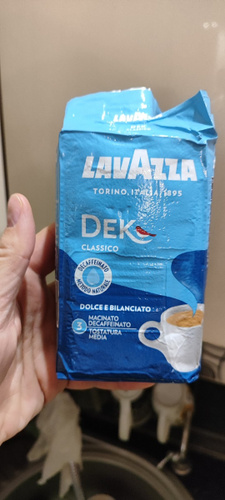 LAVAZZA
TORINO, ITALIA, 1895
DEK
CLASSICO
DECAFFEINATO
METODO NATURALE
DOLCE E BILANCIATO
3
MACINATO
DECAFFEINATO
TOSTATURA
MEDIA